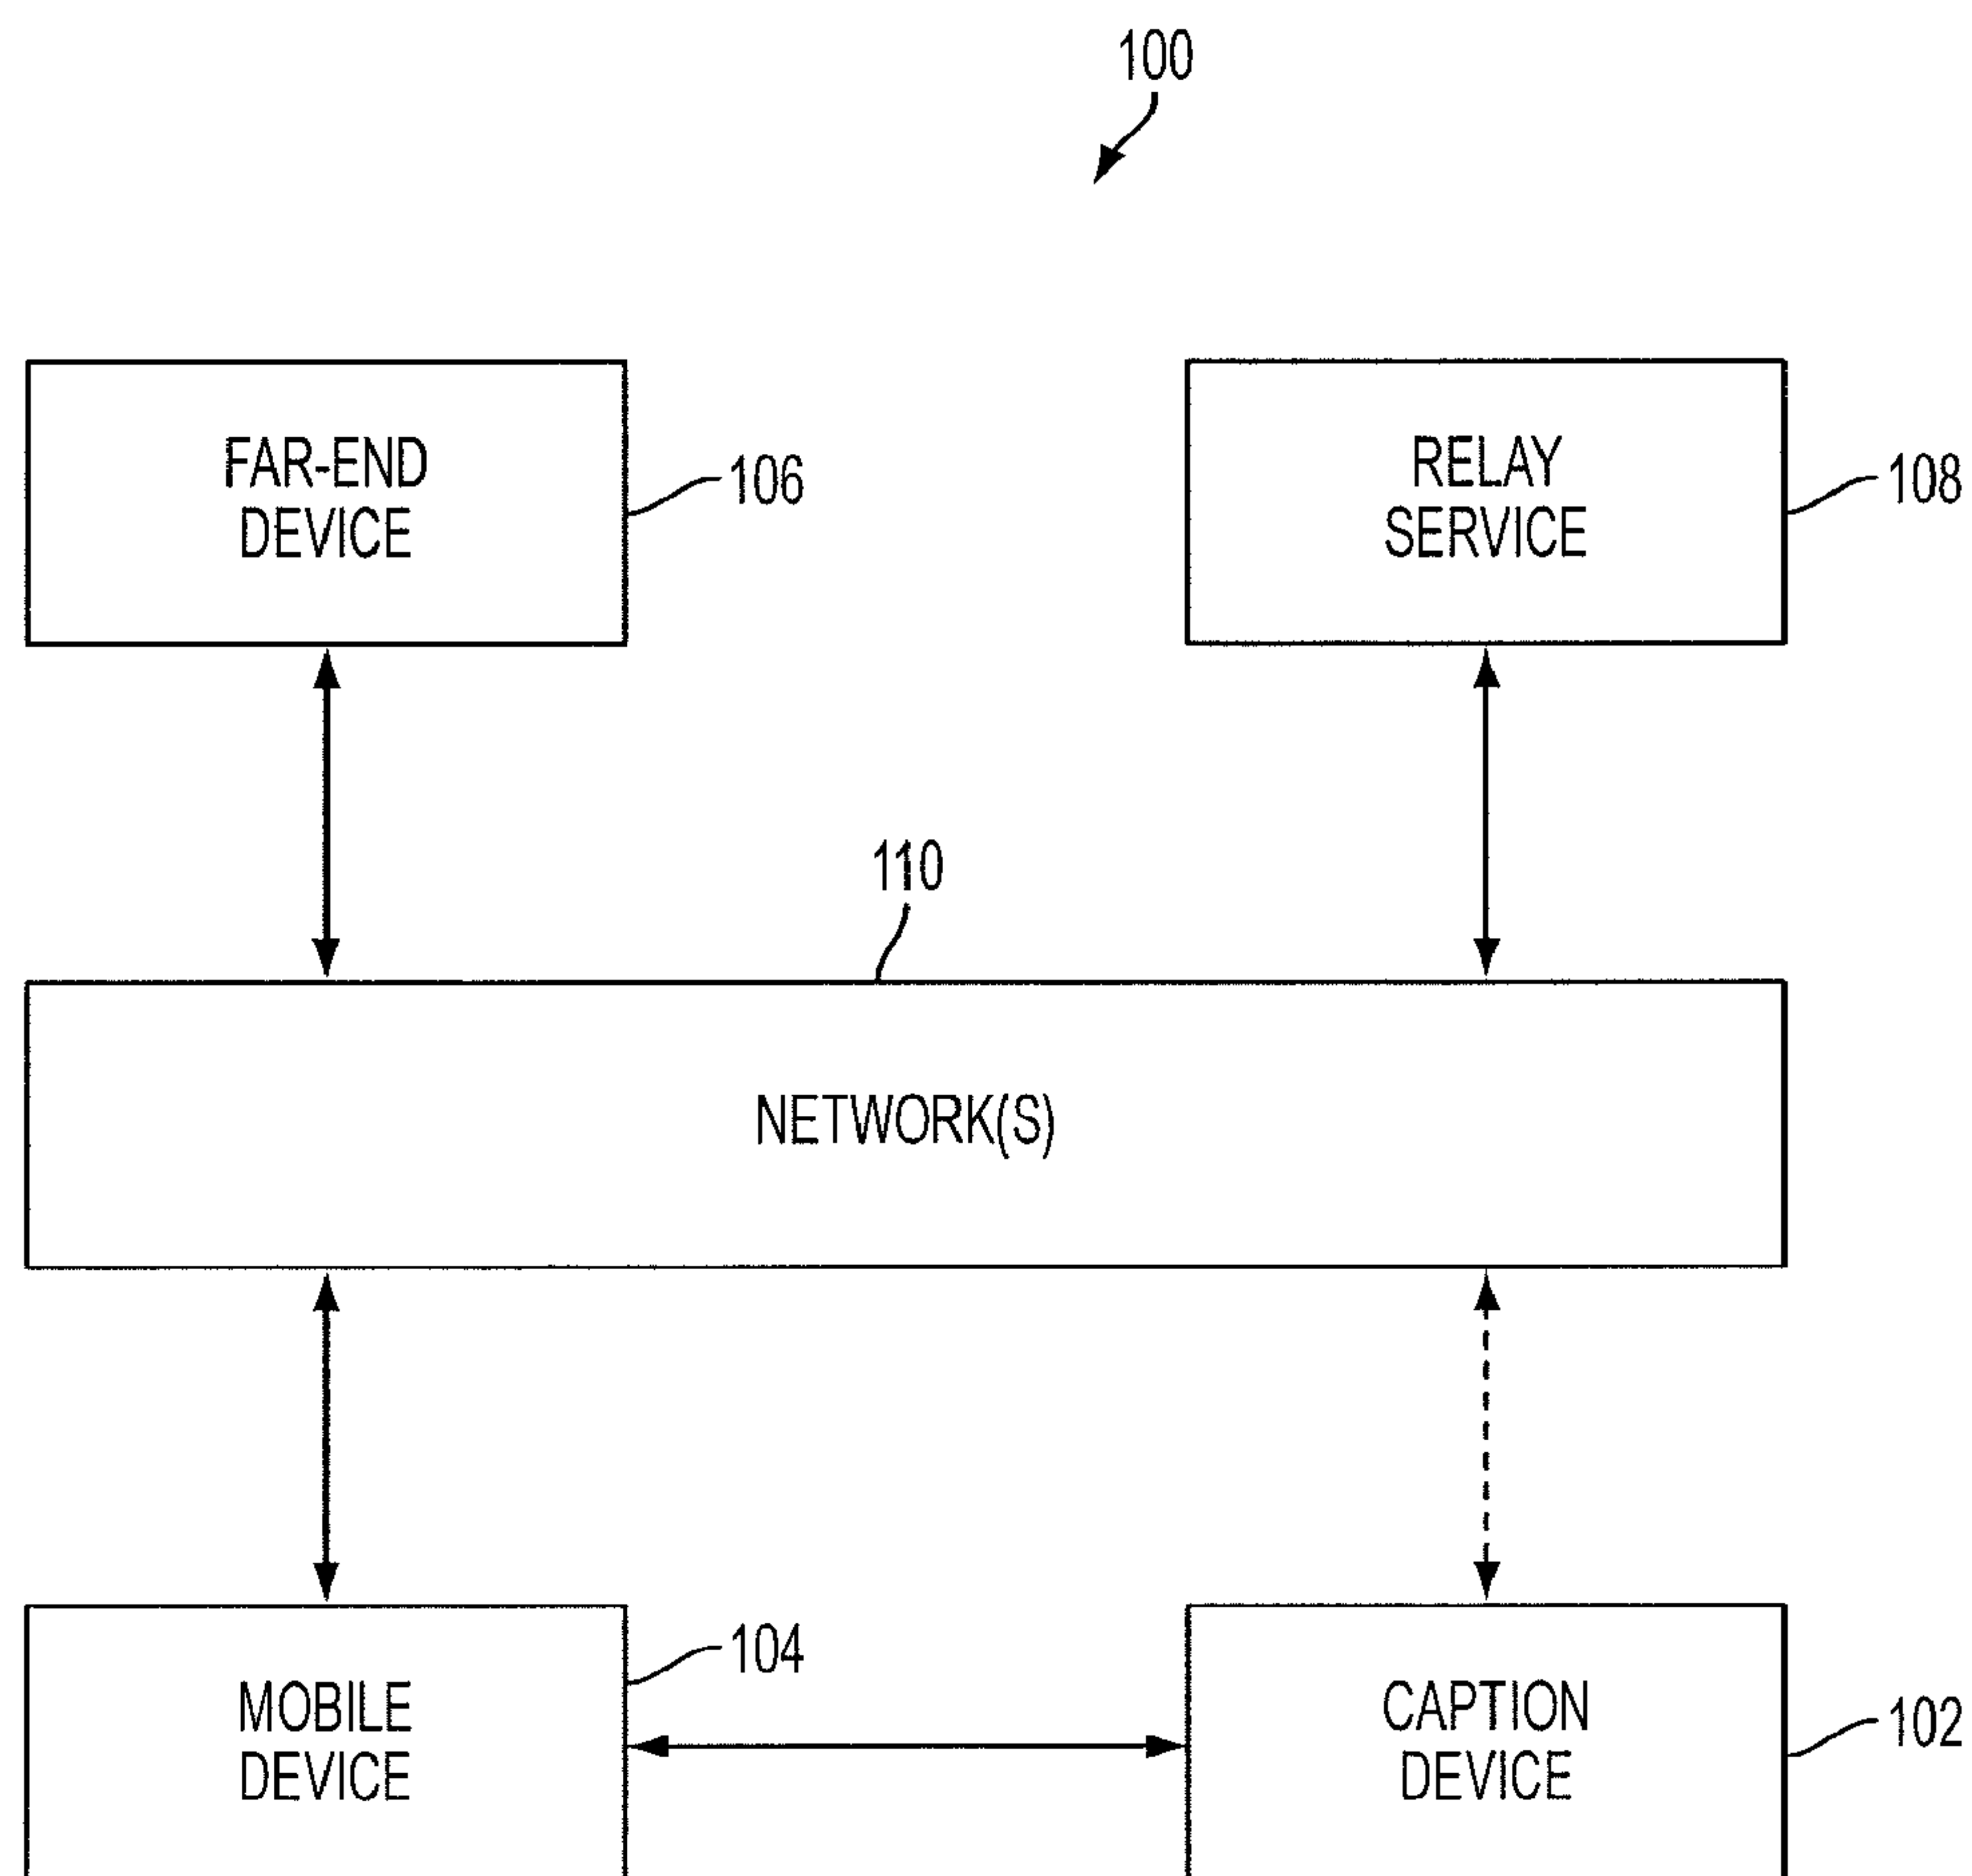 100
FAR-END
DEVICE
106
RELAY
SERVICE
108
110
NETWORK(S)
MOBILE
DEVICE
104
CAPTION
DEVICE
102